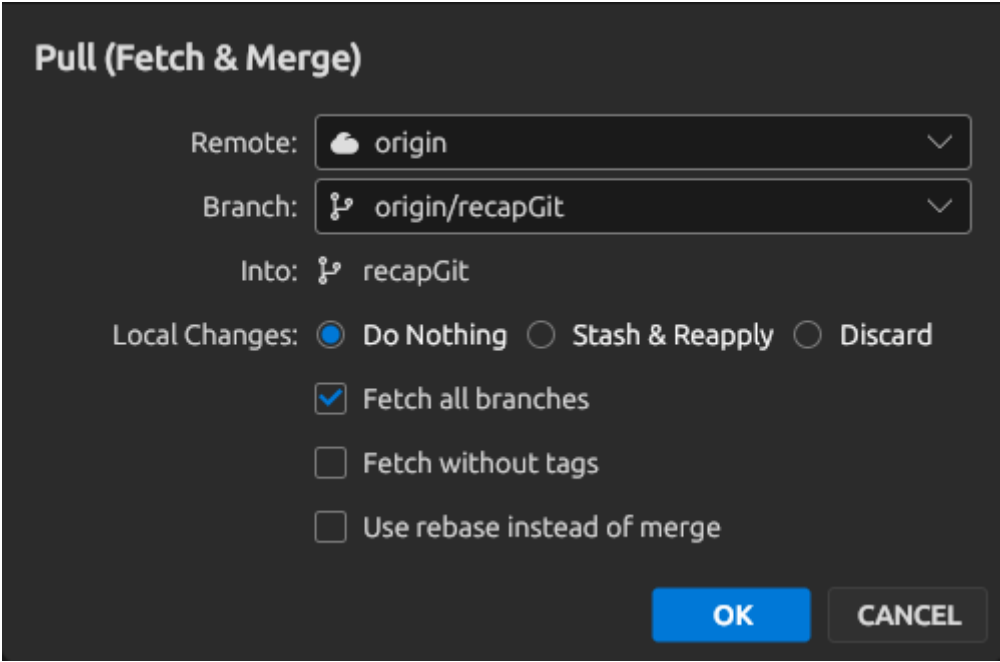 Pull (Fetch & Merge)
Remote: origin
Branch: origin/recapGit
Into: recapGit
Local Changes: Do Nothing Stash & Reapply Discard
Fetch all branches
Fetch without tags
Use rebase instead of merge
OK CANCEL